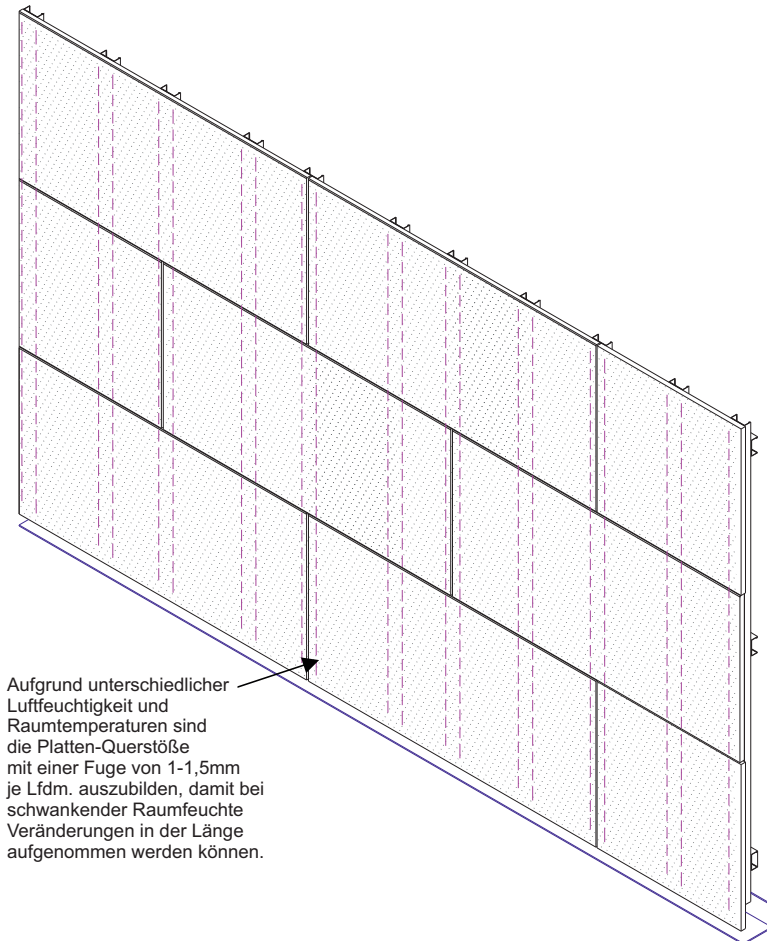 Aufgrund unterschiedlicher
Luftfeuchtigkeit und
Raumtemperaturen sind
die Platten-Querstöße
mit einer Fuge von 1-1,5mm
je Lfdm. auszubilden, damit bei
schwankender Raumfeuchte
Veränderungen in der Länge
aufgenommen werden können.